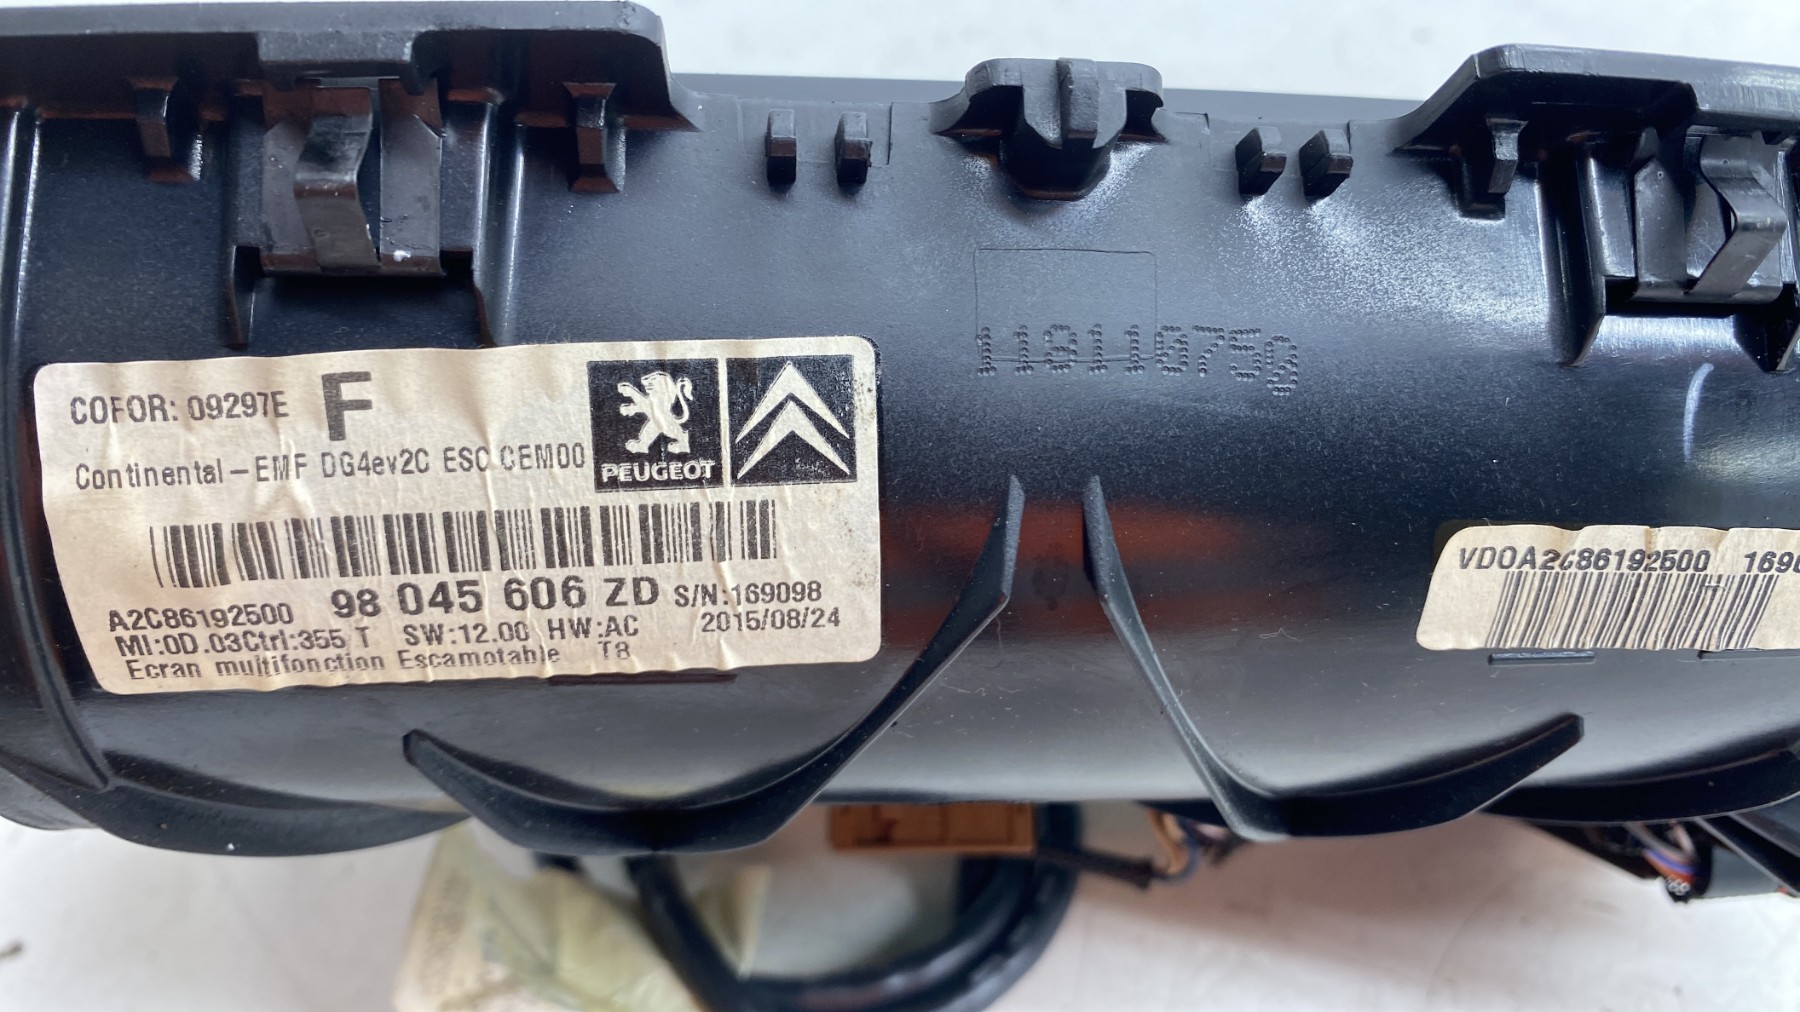 COFOR: 09297E F
Continental-EMF DG4ev2C ESC CEM00
PEUGEOT
A2C86192500 98 045 606 ZD S/N:169098
MI:0D.03Ctrl:355 T SW:12.00 HW:AC 2015/08/24
Ecran multifonction Escamotable T8
VDOA2C86192500